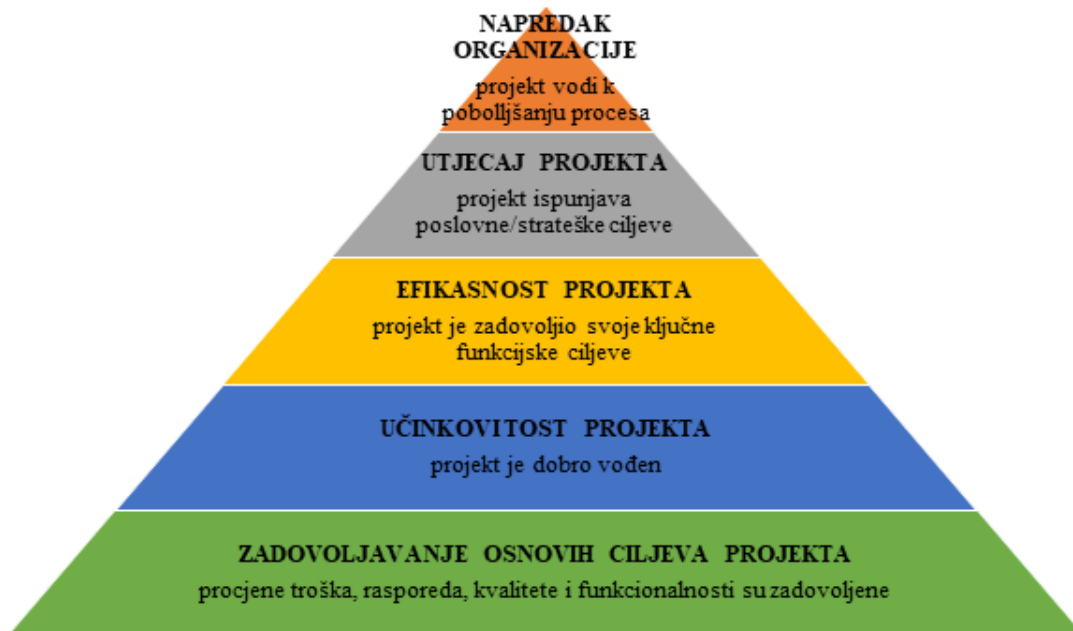 NAPREDAK
ORGANIZACIJE
projekt vodi k
pobolljšanju procesa
UTJECAJ PROJEKTA
projekt ispunjava
poslovne/strateške ciljeve
EFIKASNOST PROJEKTA
projekt je zadovoljio svoje ključne
funkcijske ciljeve
UČINKOVITOST PROJEKTA
projekt je dobro vođen
ZADOVOLJAVANJE OSNOVIH CILJEVA PROJEKTA
procjene troška, rasporeda, kvalitete i funkcionalnosti su zadovoljene